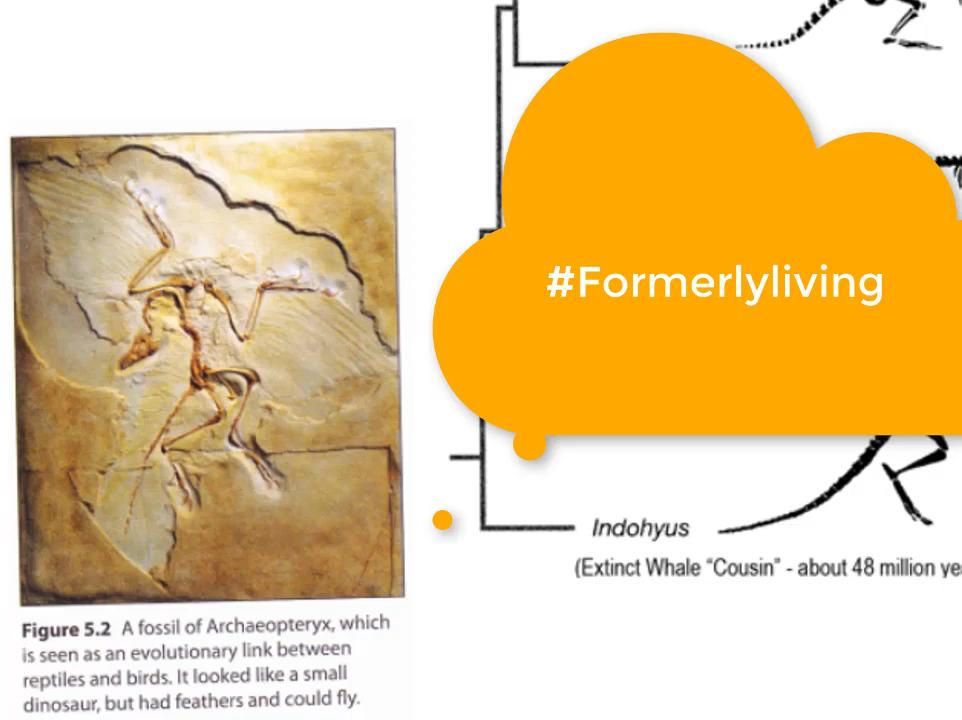 #Formerlyliving
Indohyus
(Extinct Whale "Cousin" - about 48 million
Figure 5.2 A fossil of Archaeopteryx, which
is seen as an evolutionary link between
reptiles and birds. It looked like a small
dinosaur, but had feathers and could fly.